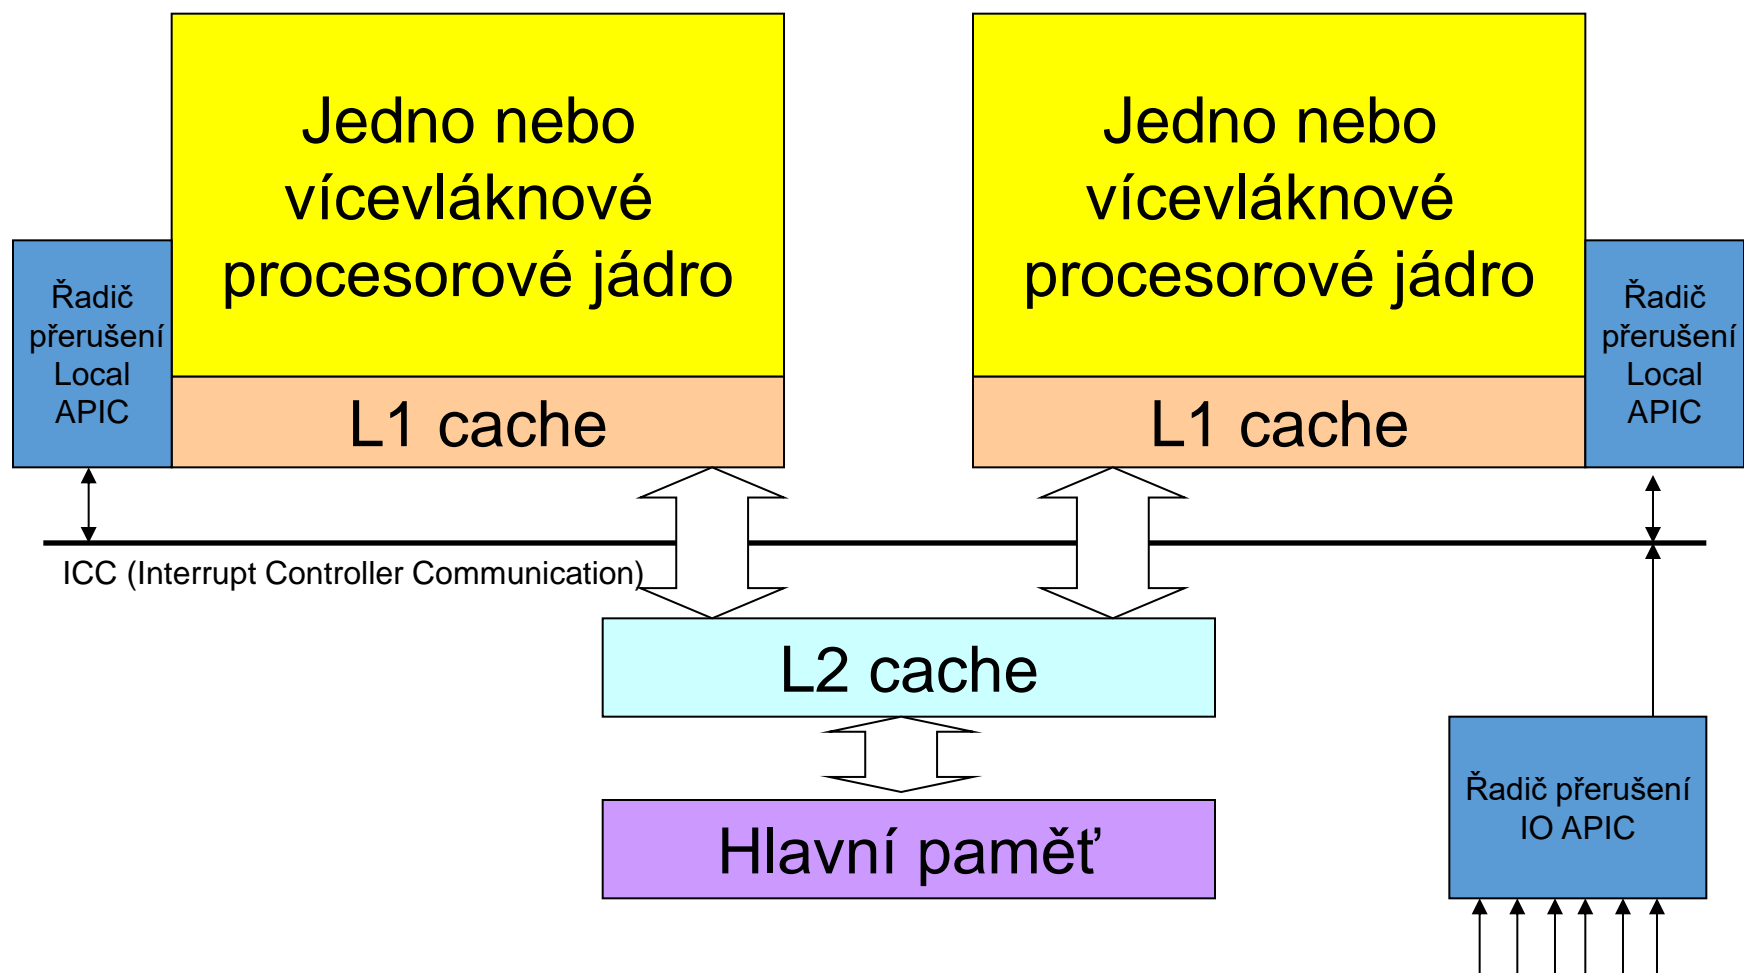 Jedno nebo
vícevláknové
procesorové jádro
Jedno nebo
vícevláknové
procesorové jádro
Řadič
přerušení
Local
APIC
Řadič
přerušení
Local
APIC
L1 cache
L1 cache
ICC (Interrupt Controller Communication)
L2 cache
Řadič přerušení
IO APIC
Hlavní paměť